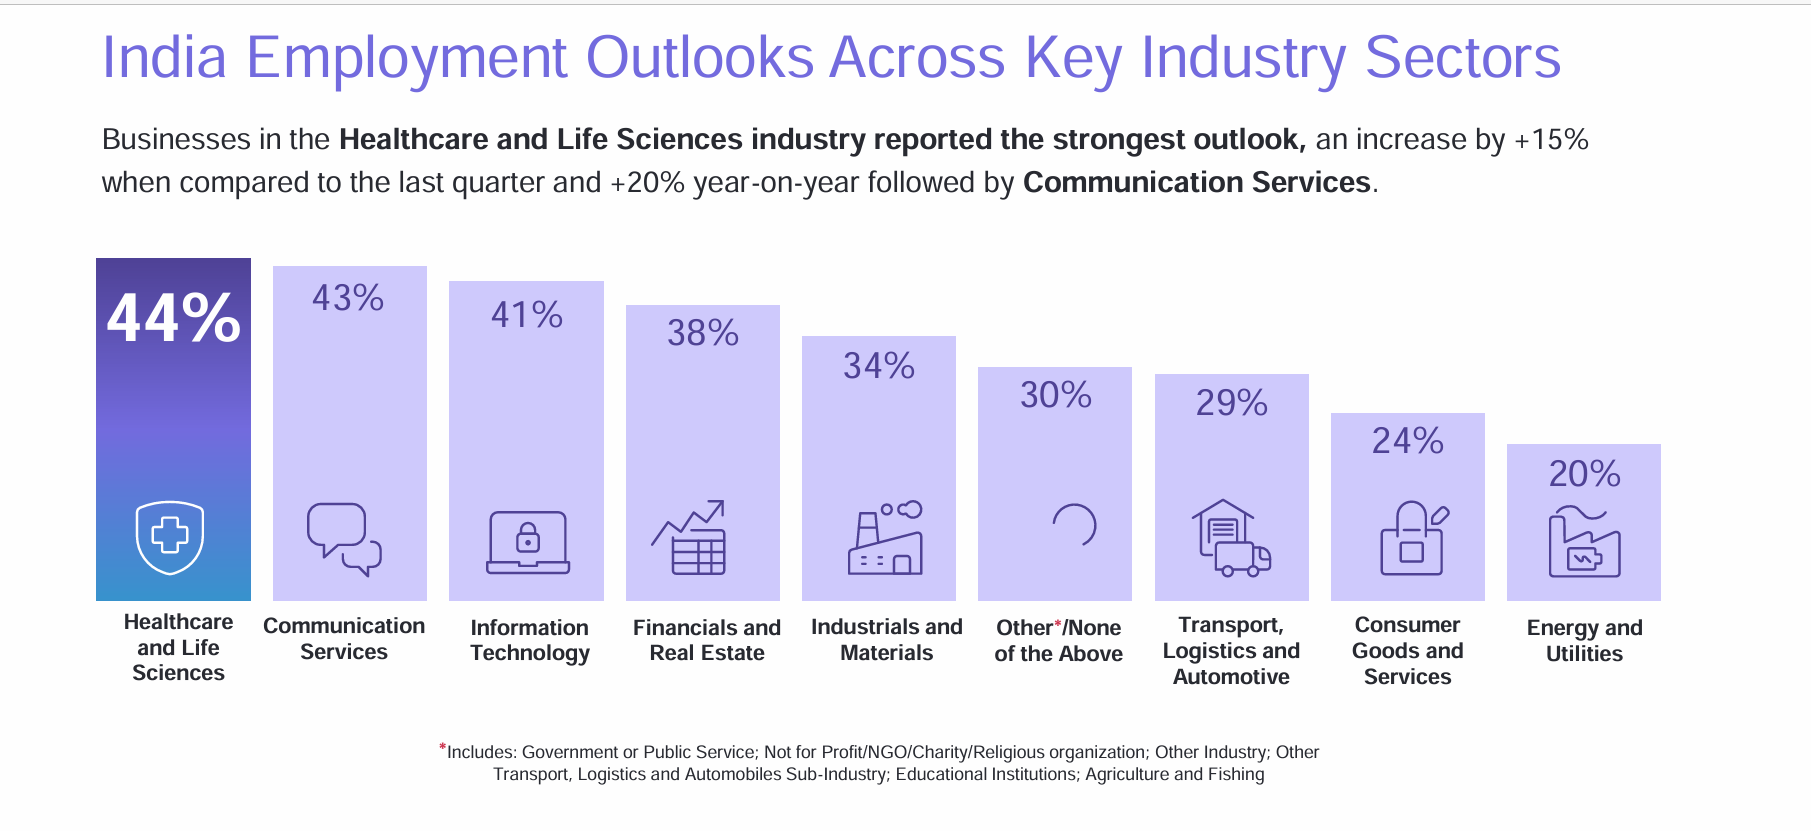 India Employment Outlooks Across Key Industry Sectors
Businesses in the Healthcare and Life Sciences industry reported the strongest outlook, an increase by +15%
when compared to the last quarter and +20% year-on-year followed by Communication Services.
44%
43%
41%
38%
34%
30%
29%
24%
20%
Healthcare
and Life
Sciences
Communication
Services
Information
Technology
Financials and
Real Estate
Industrials and
Materials
Other*/None
of the Above
Transport,
Logistics and
Automotive
Consumer
Goods and
Services
Energy and
Utilities
*Includes: Government or Public Service; Not for Profit/NGO/Charity/Religious organization; Other Industry; Other
Transport, Logistics and Automobiles Sub-Industry; Educational Institutions; Agriculture and Fishing